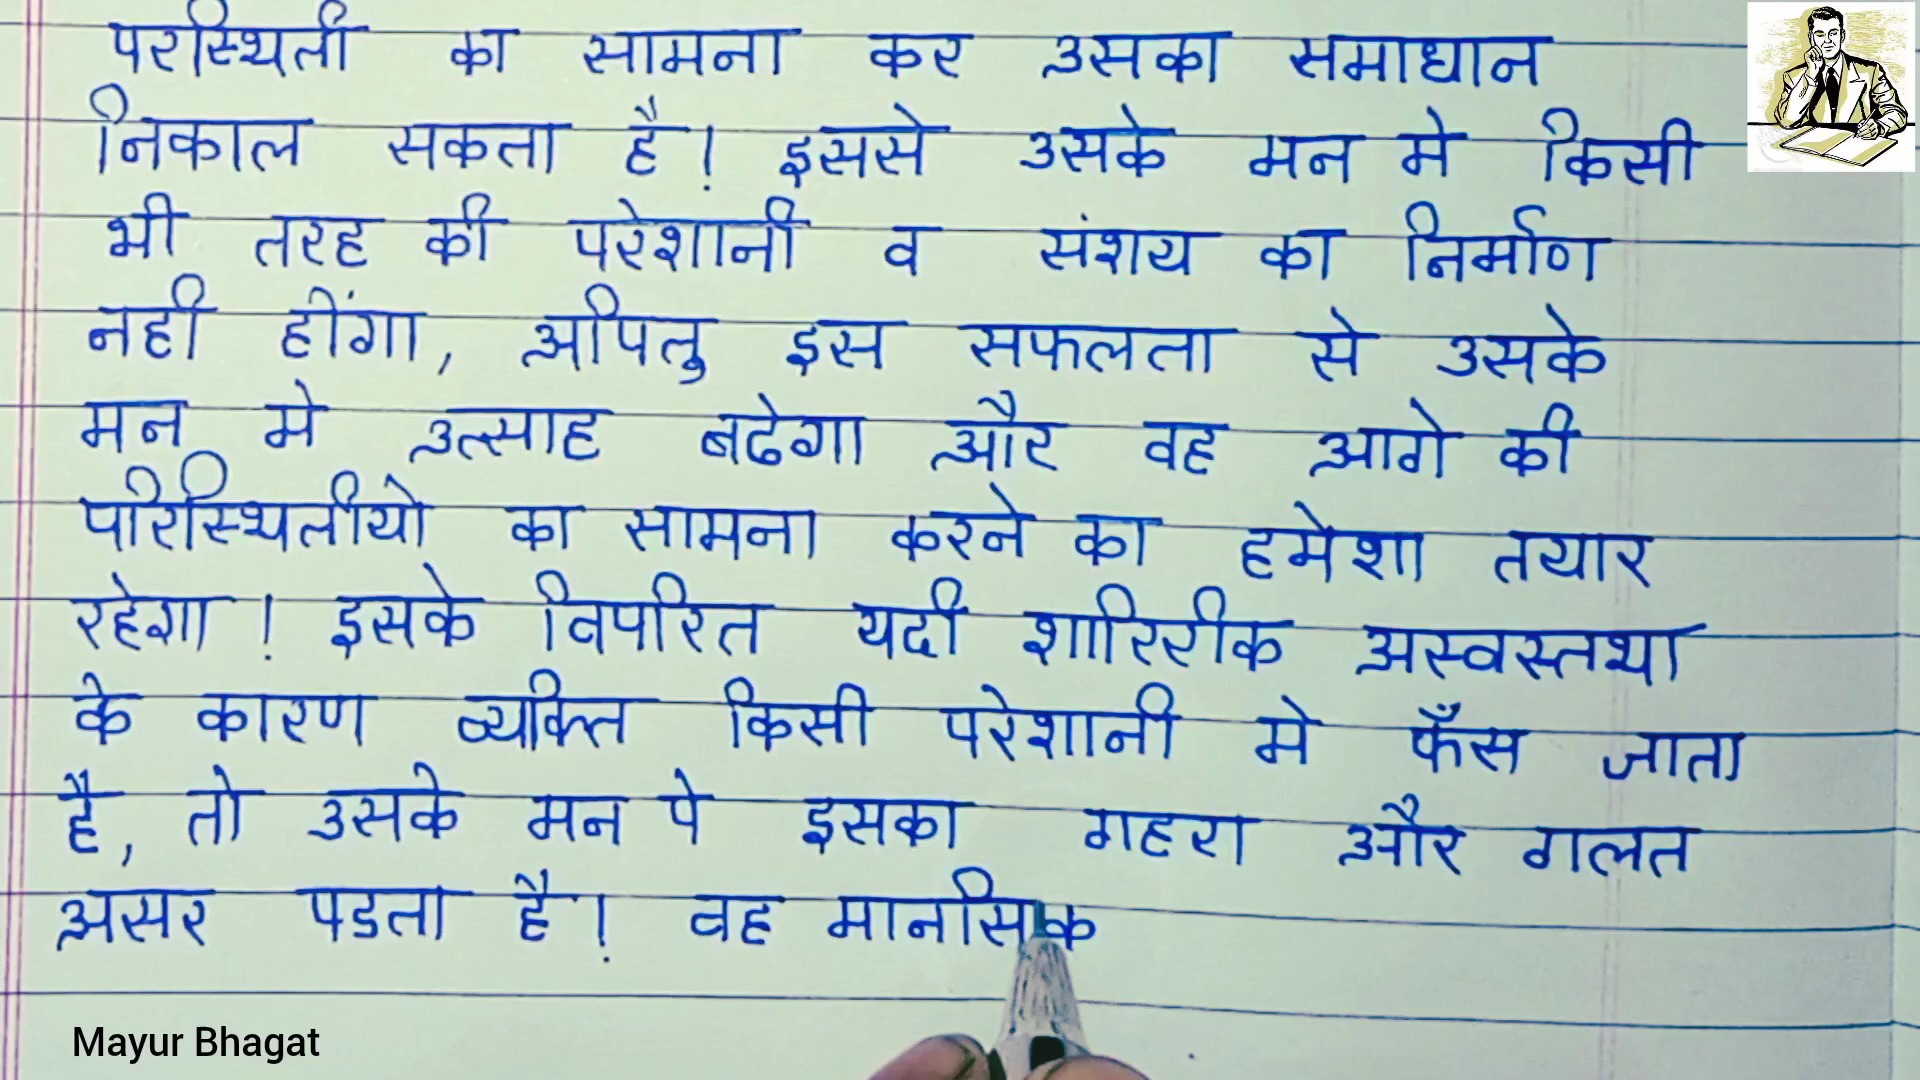 परिस्थिती का सामना कर उसका समाधान
निकाल सकता है! इससे उसके मन मे किसी
भी तरह की परेशानी व संशय का निर्माण
नही होंगा, अपितु इस सफलता से उसके
मन मे उत्साह बढेगा और वह आगे की
परिस्थितीयो का सामना करने का हमेशा तयार
रहेगा ! इसके विपरित यदी शारिरीक अस्वस्तथा
के कारण व्यक्ति किसी परेशानी मे फँस जाता
है, तो उसके मन पे इसका गहरा और गलत
असर पडता है! वह मानसिक
Mayur Bhagat